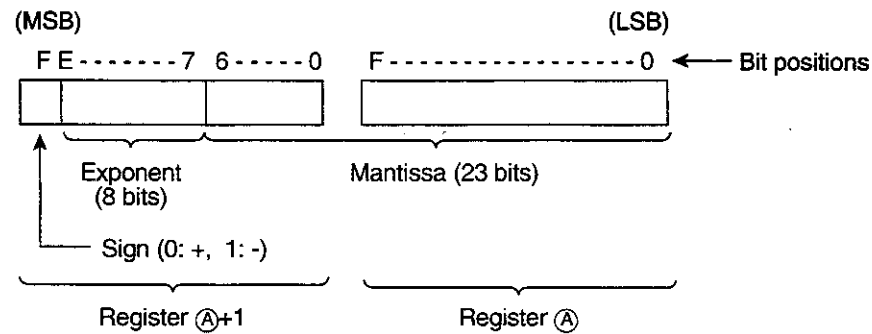 (MSB) (LSB)
F E - - - - - - - 7 6 - - - - - 0 F - - - - - - - - - - - - - - - - - 0 Bit positions
Exponent Mantissa (23 bits)
(8 bits)
Sign (0: +, 1: -)
Register Ⓐ+1 Register Ⓐ